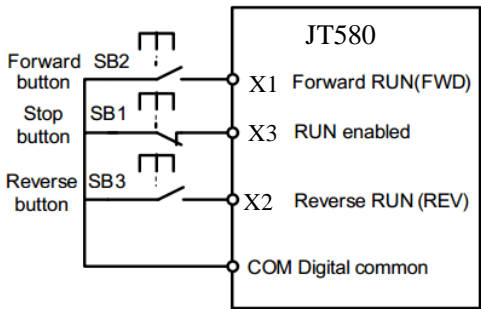 JT580
Forward SB2
button
X1 Forward RUN(FWD)
Stop SB1
button
X3 RUN enabled
Reverse SB3
button
X2 Reverse RUN (REV)
COM Digital common